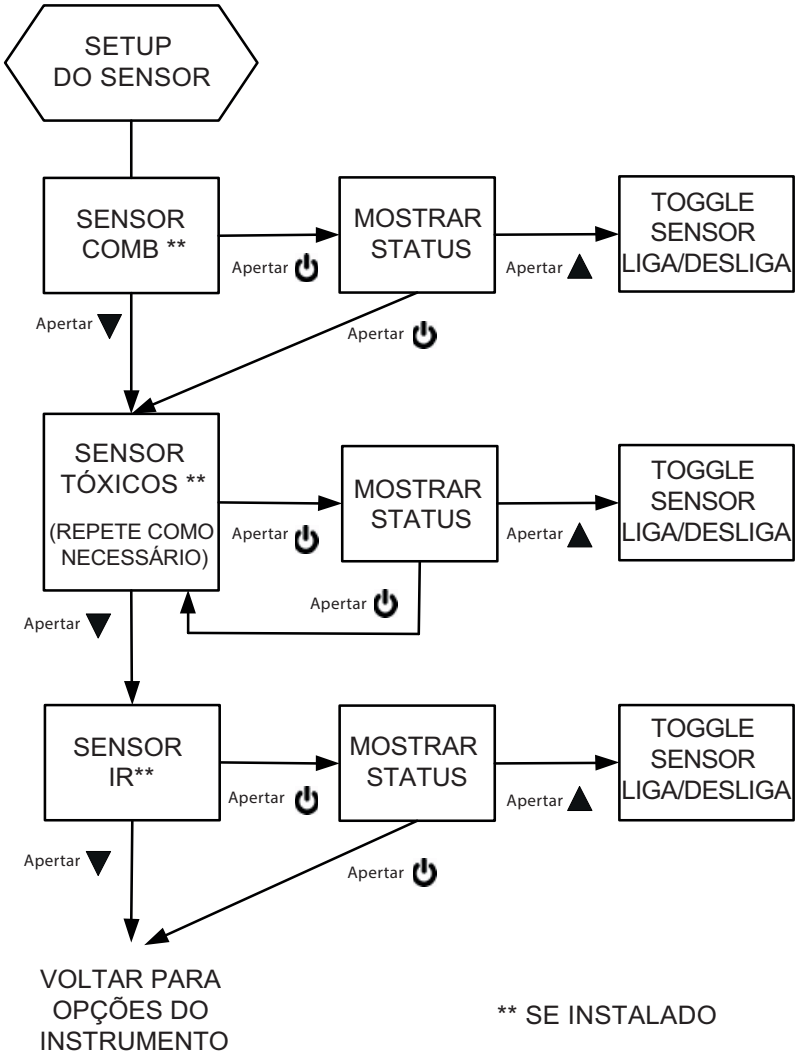 SETUP
DO SENSOR
SENSOR
COMB **
Apertar
MOSTRAR
STATUS
Apertar
TOGGLE
SENSOR
LIGA/DESLIGA
Apertar
Apertar
SENSOR
TÓXICOS **
(REPETE COMO
NECESSÁRIO)
Apertar
MOSTRAR
STATUS
Apertar
TOGGLE
SENSOR
LIGA/DESLIGA
Apertar
Apertar
SENSOR
IR**
Apertar
MOSTRAR
STATUS
Apertar
TOGGLE
SENSOR
LIGA/DESLIGA
Apertar
Apertar
VOLTAR PARA
OPÇÕES DO
INSTRUMENTO
** SE INSTALADO